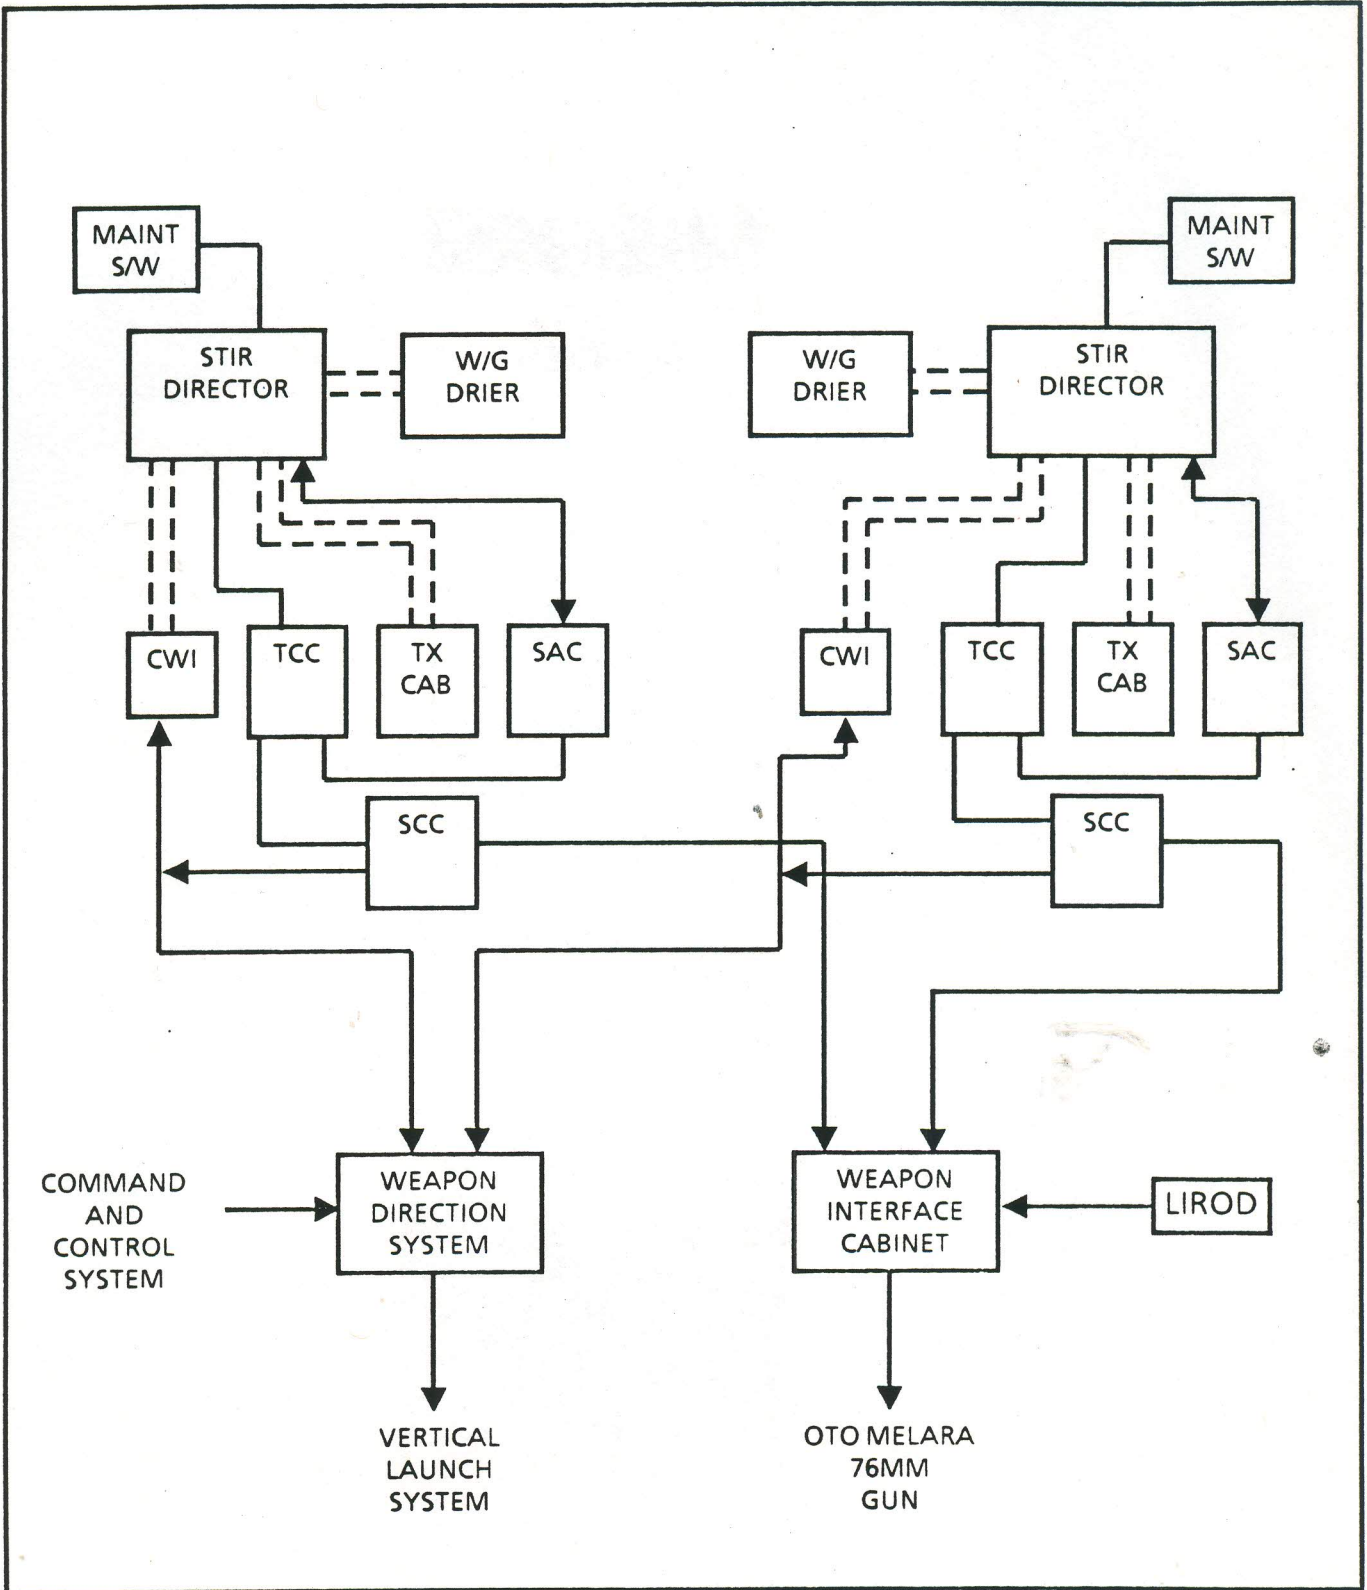 MAINT
S/W
MAINT
S/W
STIR
DIRECTOR
W/G
DRIER
W/G
DRIER
STIR
DIRECTOR
CWI
TCC
TX
CAB
SAC
CWI
TCC
TX
CAB
SAC
SCC
SCC
COMMAND
AND
CONTROL
SYSTEM
WEAPON
DIRECTION
SYSTEM
WEAPON
INTERFACE
CABINET
LIROD
VERTICAL
LAUNCH
SYSTEM
OTO MELARA
76MM
GUN